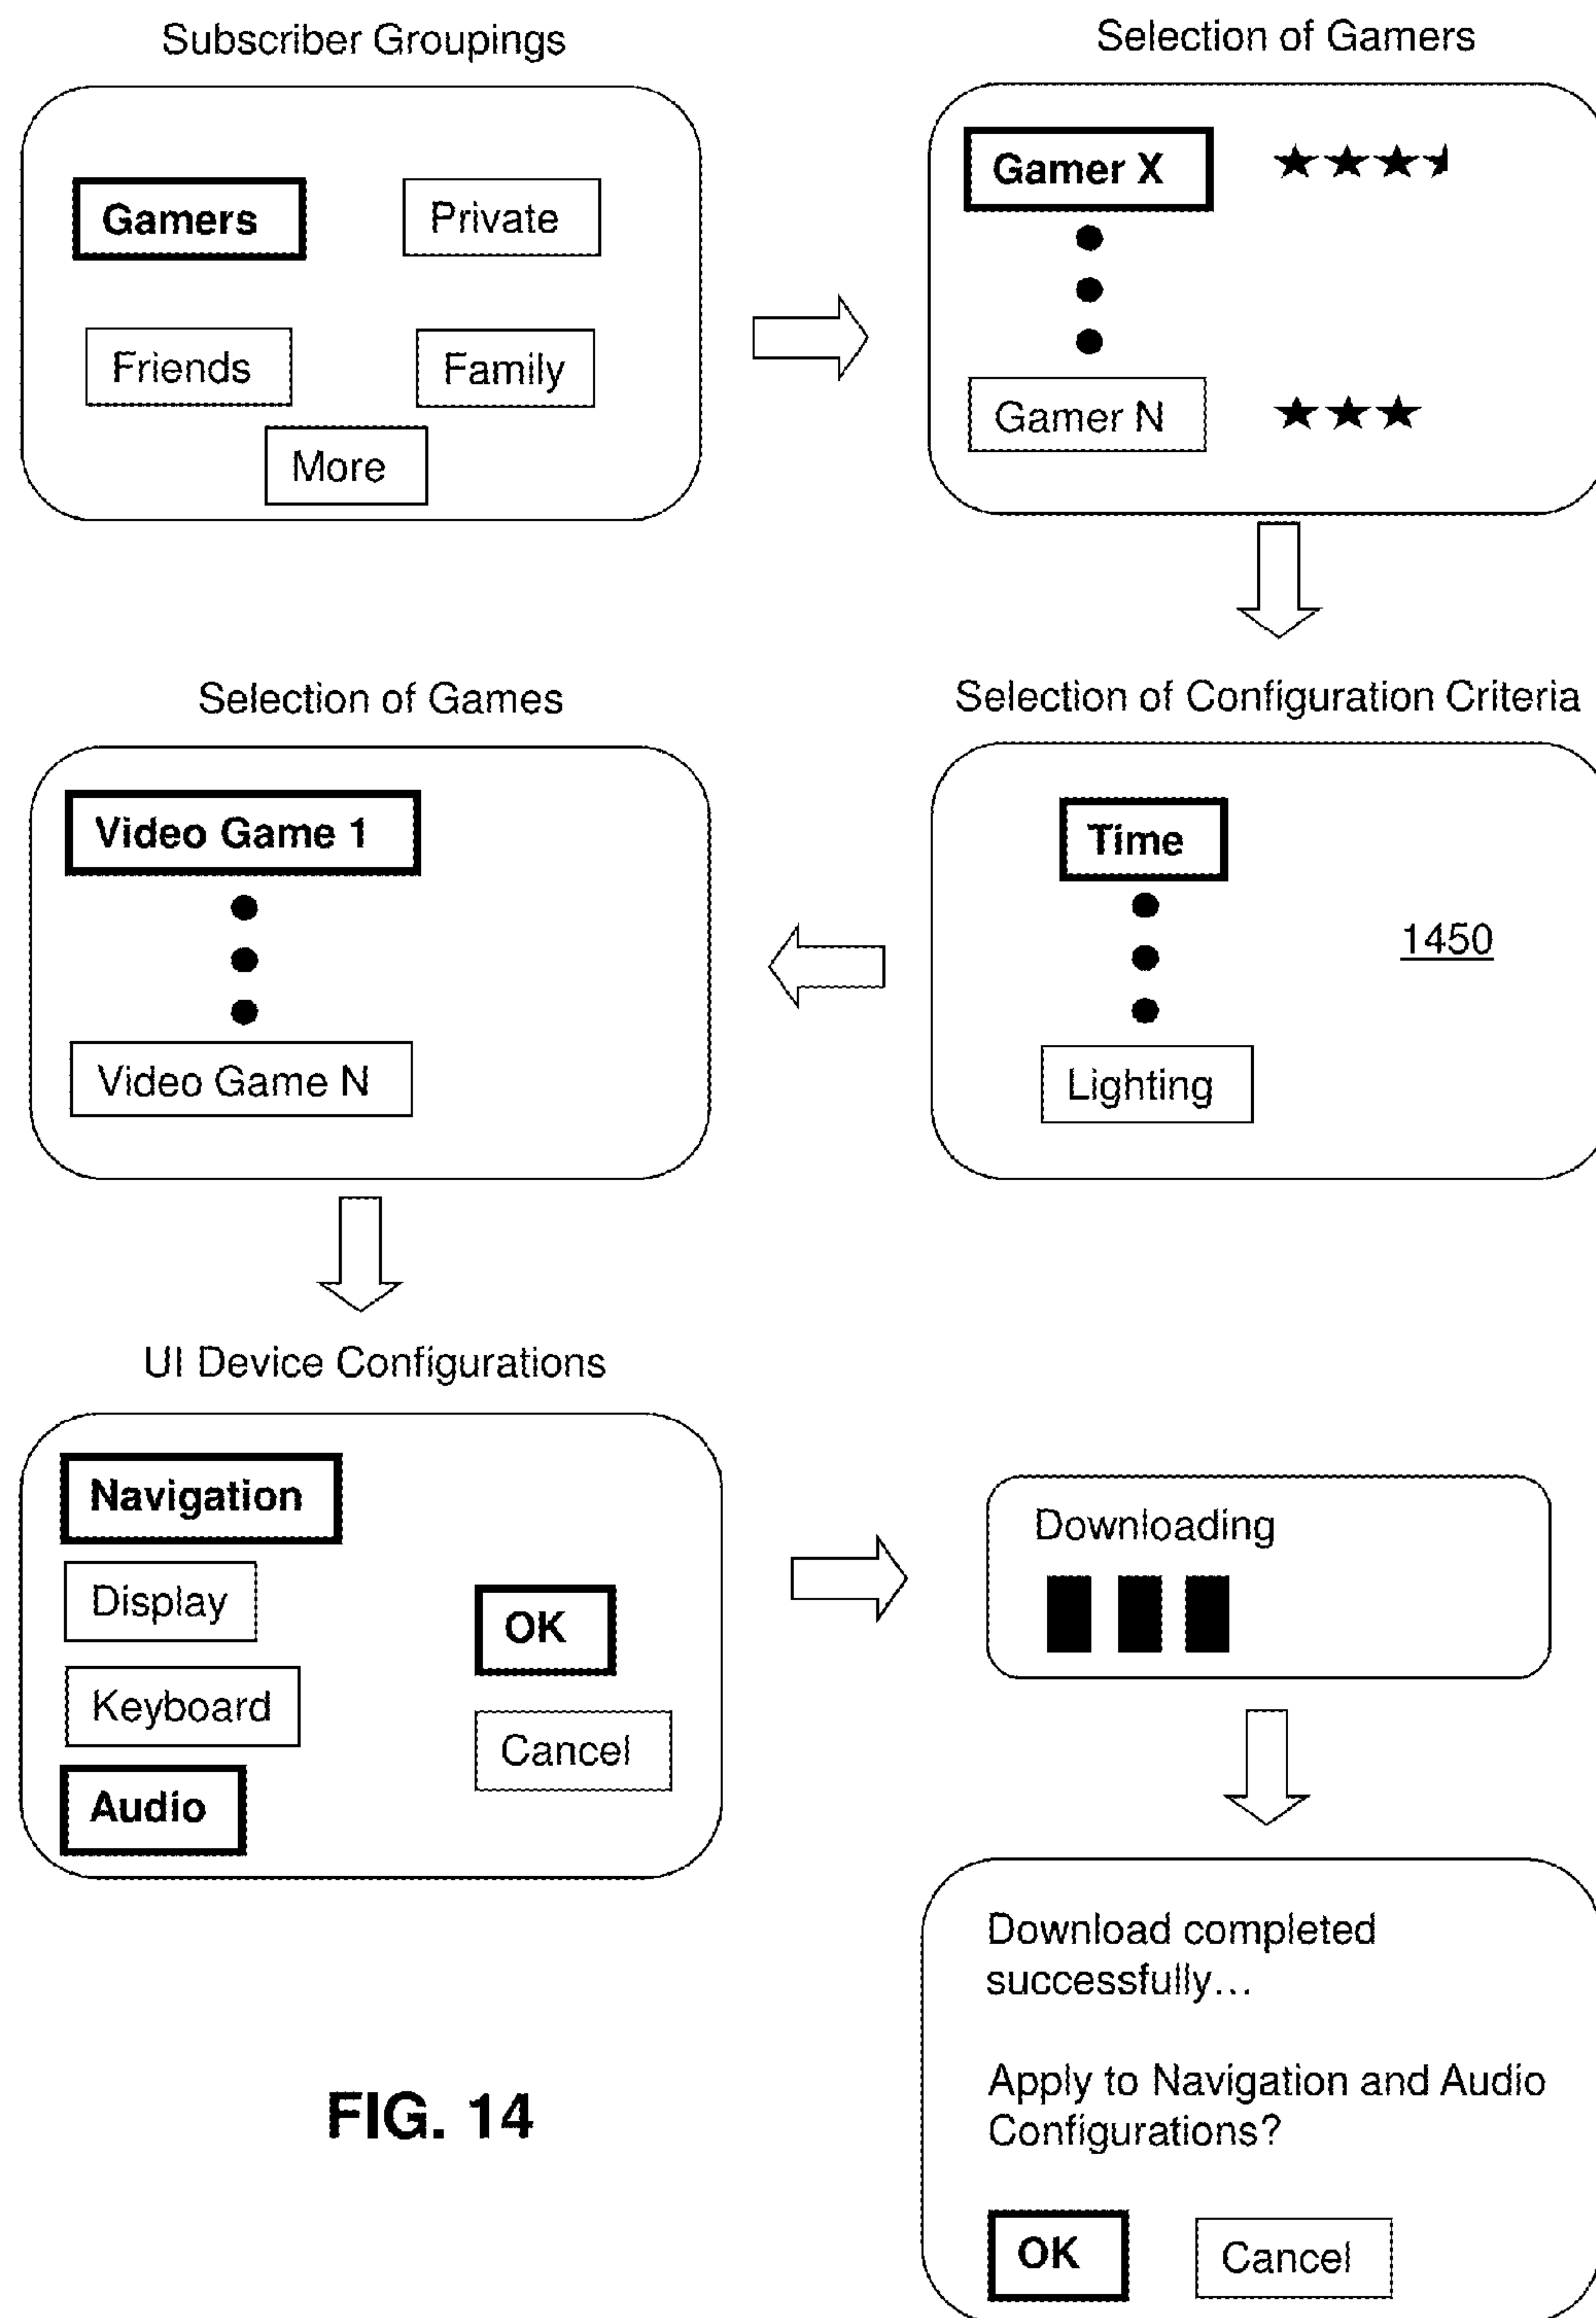 Subscriber Groupings
Gamers
Private
Friends
Family
More
Selection of Gamers
Gamer X
Gamer N
Selection of Configuration Criteria
Time
1450
Lighting
Selection of Games
Video Game 1
Video Game N
UI Device Configurations
Navigation
Display
Keyboard
Audio
OK
Cancel
Downloading
Download completed
successfully...
Apply to Navigation and Audio
Configurations?
OK
Cancel
FIG. 14